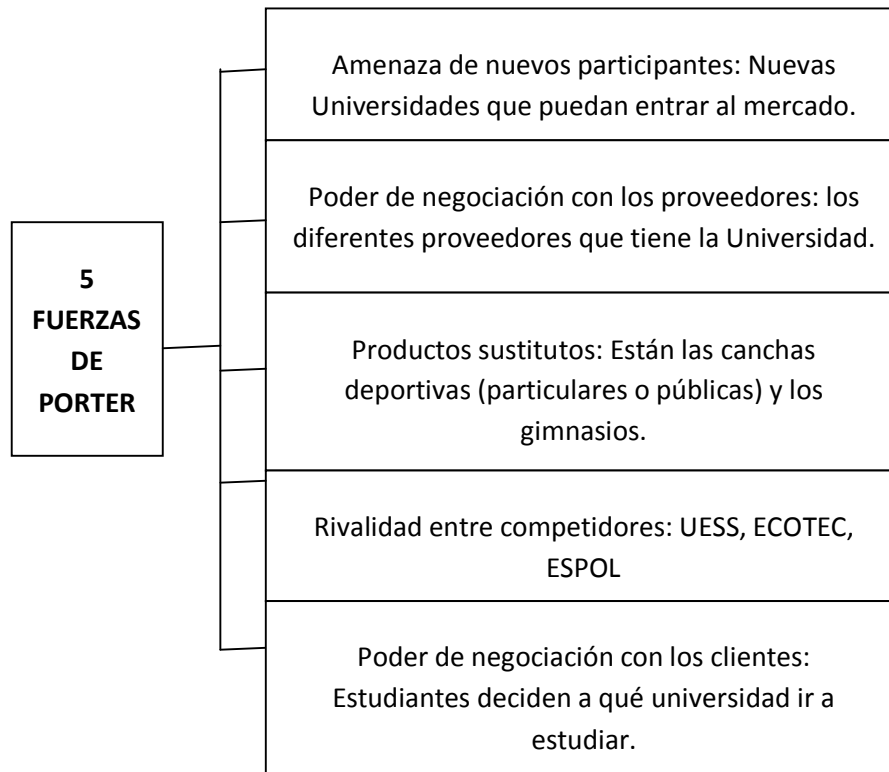 5
FUERZAS
DE
PORTER
Amenaza de nuevos participantes: Nuevas
Universidades que puedan entrar al mercado.
Poder de negociación con los proveedores: los
diferentes proveedores que tiene la Universidad.
Productos sustitutos: Están las canchas
deportivas (particulares o públicas) y los
gimnasios.
Rivalidad entre competidores: UESS, ECOTEC,
ESPOL
Poder de negociación con los clientes:
Estudiantes deciden a qué universidad ir a
estudiar.